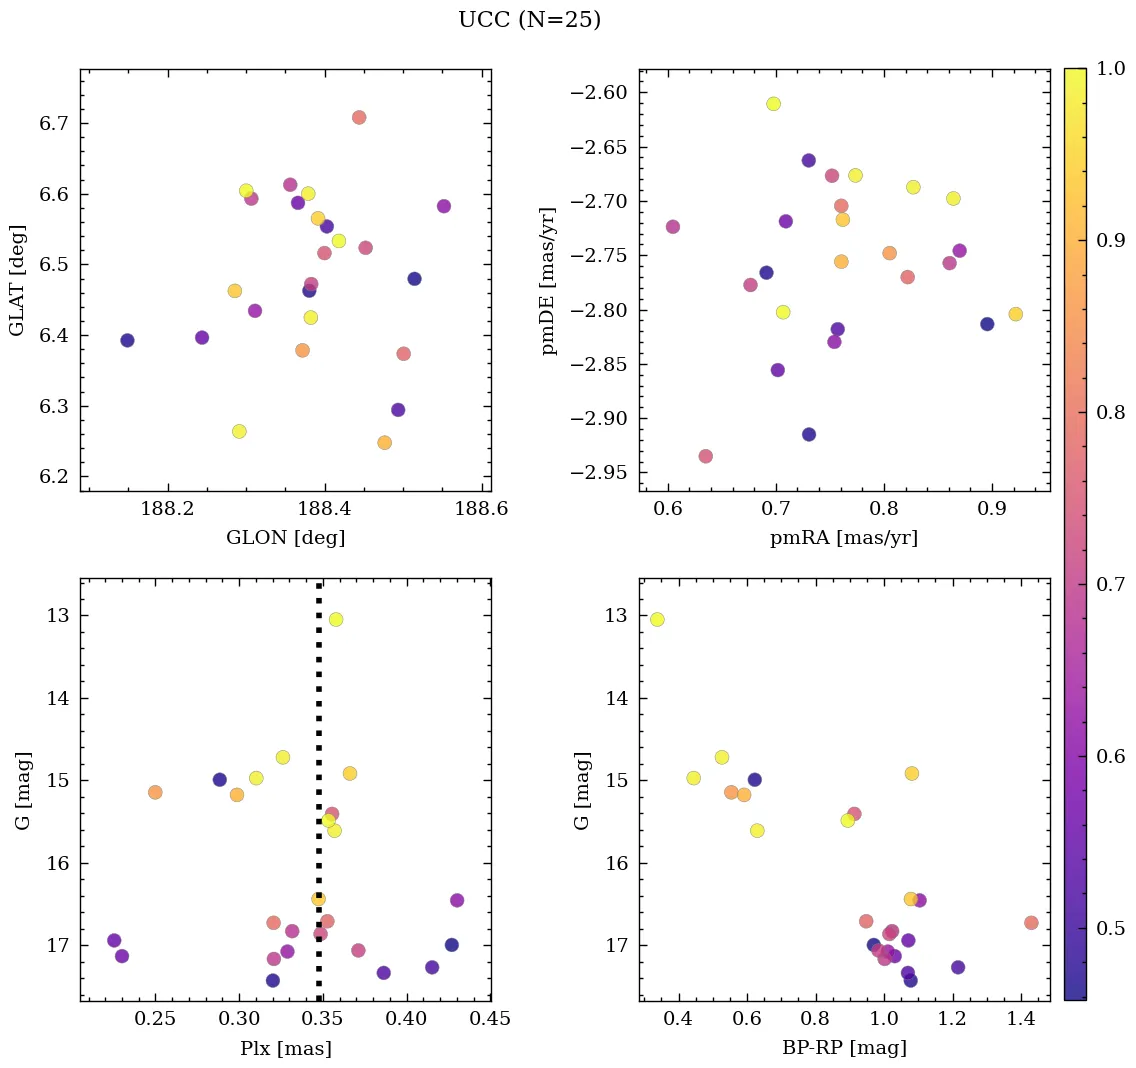 UCC (N=25)
6.7
6.6
6.5
6.4
6.3
6.2
GLAT [deg]
188.2 188.4 188.6
GLON [deg]
−2.60
−2.65
−2.70
−2.75
−2.80
−2.85
−2.90
−2.95
pmDE [mas/yr]
0.6 0.7 0.8 0.9
pmRA [mas/yr]
1.0
0.9
0.8
0.7
0.6
0.5
13
14
15
16
17
G [mag]
0.25 0.30 0.35 0.40 0.45
Plx [mas]
13
14
15
16
17
G [mag]
0.4 0.6 0.8 1.0 1.2 1.4
BP-RP [mag]